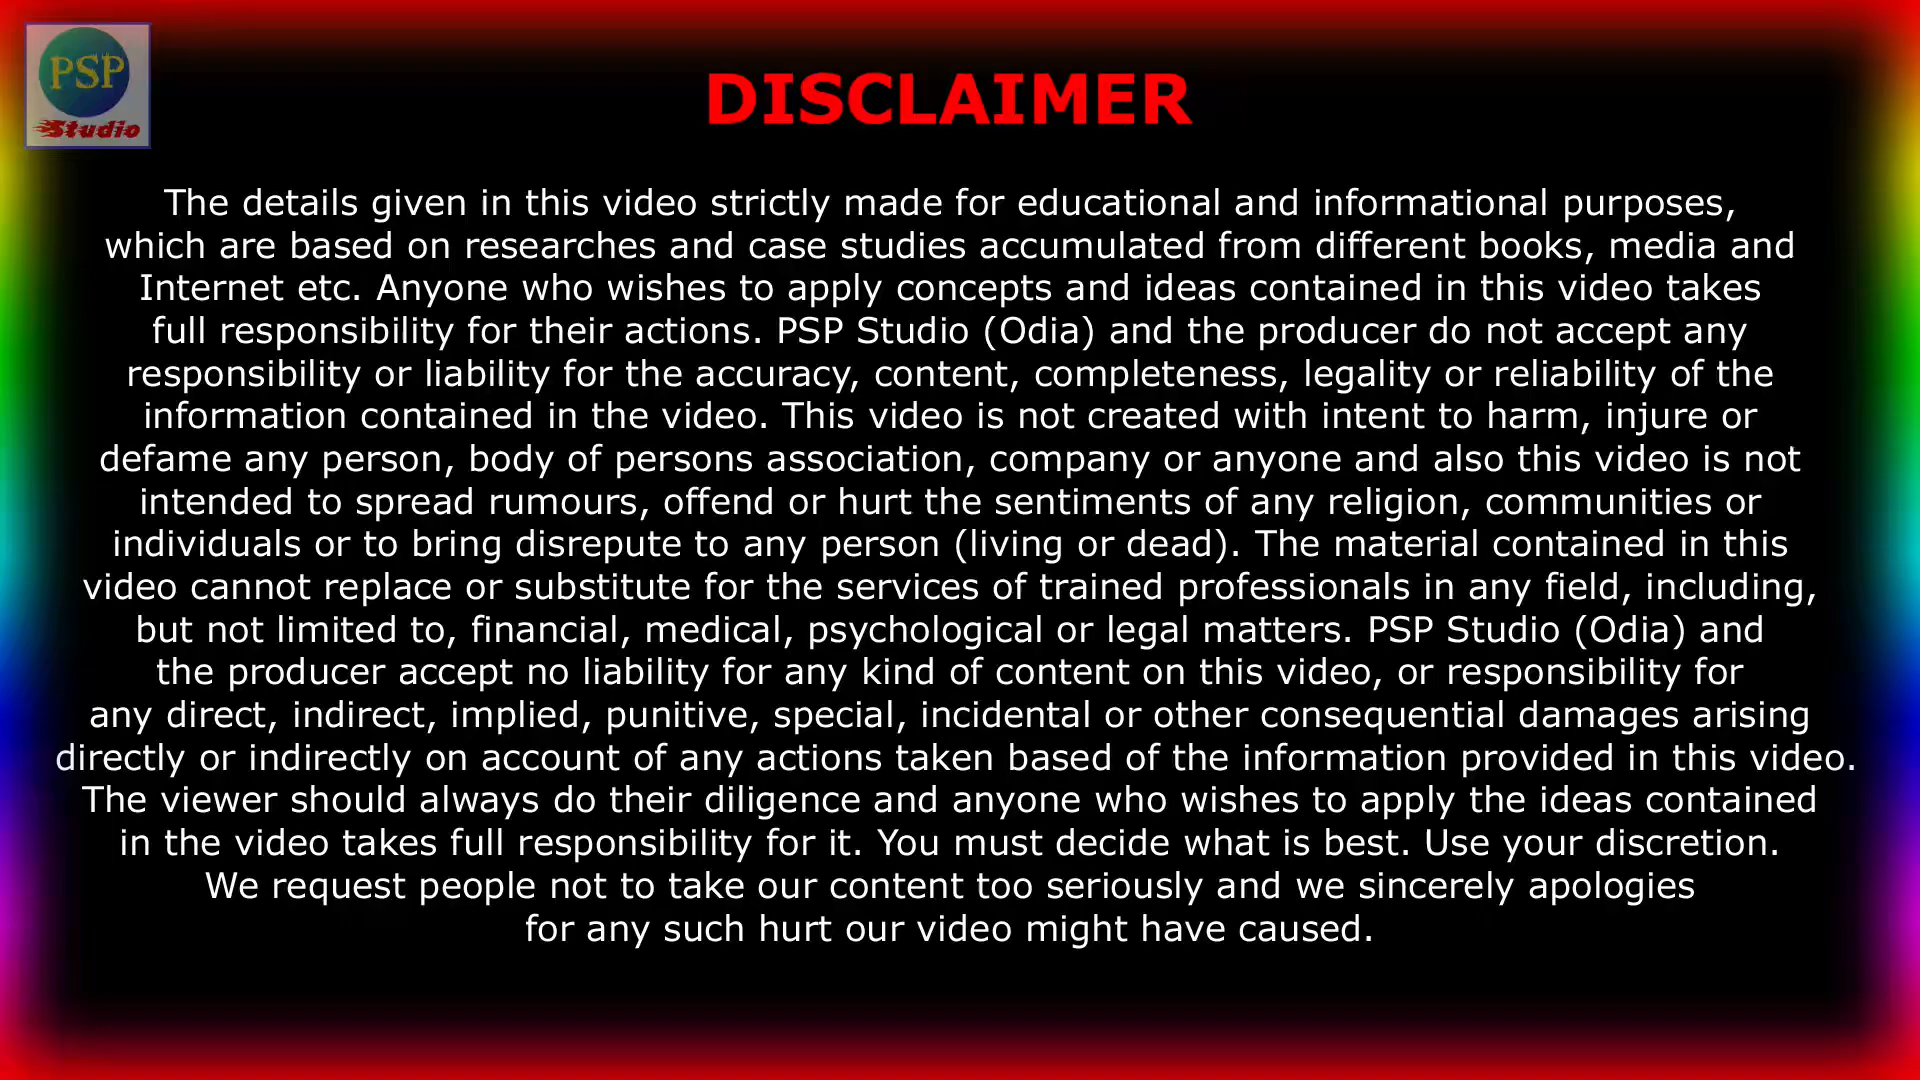 PSP
Studio
DISCLAIMER
The details given in this video strictly made for educational and informational purposes,
which are based on researches and case studies accumulated from different books, media and
Internet etc. Anyone who wishes to apply concepts and ideas contained in this video takes
full responsibility for their actions. PSP Studio (Odia) and the producer do not accept any
responsibility or liability for the accuracy, content, completeness, legality or reliability of the
information contained in the video. This video is not created with intent to harm, injure or
defame any person, body of persons association, company or anyone and also this video is not
intended to spread rumours, offend or hurt the sentiments of any religion, communities or
individuals or to bring disrepute to any person (living or dead). The material contained in this
video cannot replace or substitute for the services of trained professionals in any field, including,
but not limited to, financial, medical, psychological or legal matters. PSP Studio (Odia) and
the producer accept no liability for any kind of content on this video, or responsibility for
any direct, indirect, implied, punitive, special, incidental or other consequential damages arising
directly or indirectly on account of any actions taken based of the information provided in this video.
The viewer should always do their diligence and anyone who wishes to apply the ideas contained
in the video takes full responsibility for it. You must decide what is best. Use your discretion.
We request people not to take our content too seriously and we sincerely apologies
for any such hurt our video might have caused.